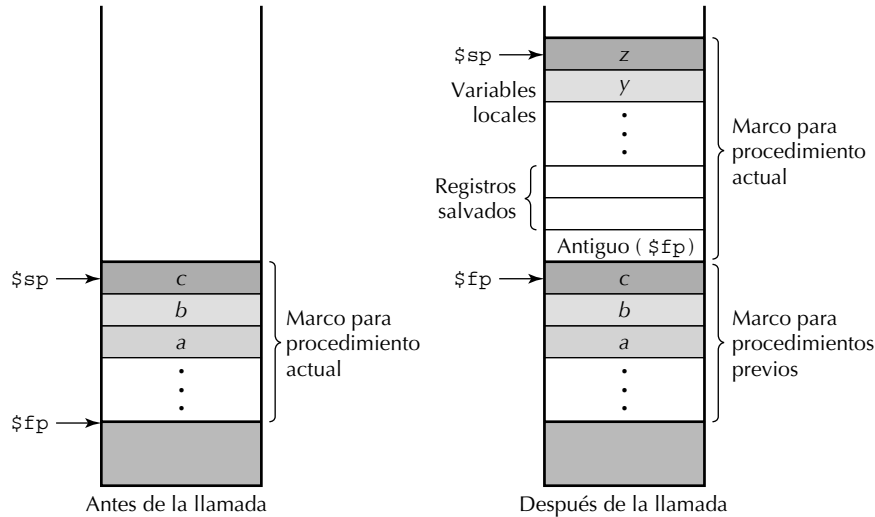 $sp
c
b
a
$fp
Marco para
procedimiento
actual
Antes de la llamada
$sp
z
y
Variables
locales
Registros
salvados
Antiguo ( $fp)
Marco para
procedimiento
actual
$fp
c
b
a
Marco para
procedimientos
previos
Después de la llamada